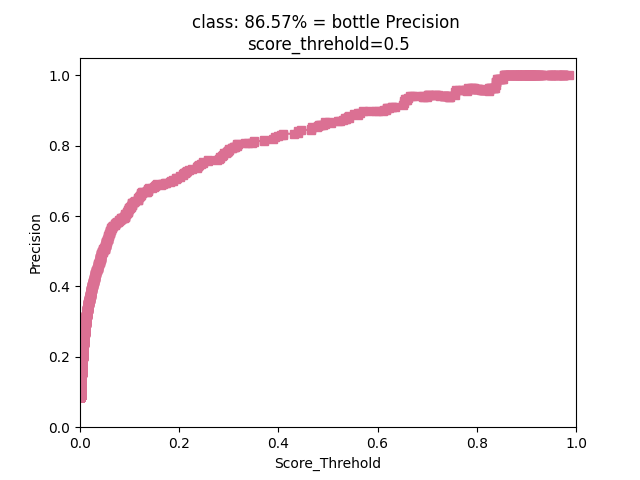 class: 86.57% = bottle Precision
score_threhold=0.5
1.0
0.8
0.6
0.4
0.2
0.0
Precision
0.0 0.2 0.4 0.6 0.8 1.0
Score_Threhold